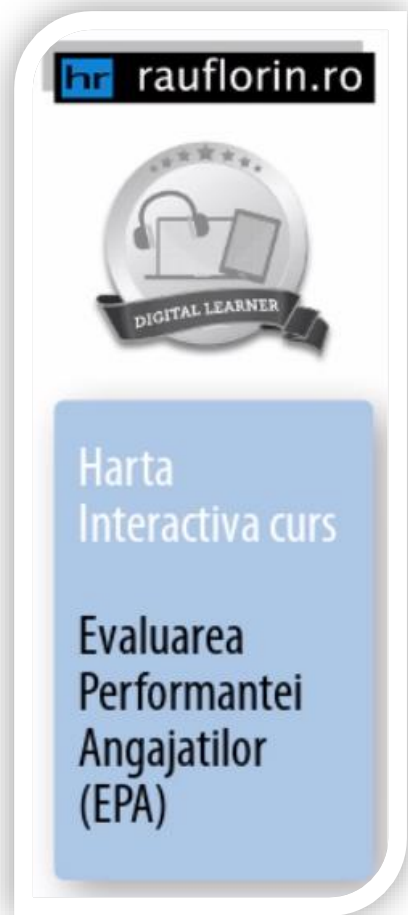 hr rauflorin.ro
DIGITAL LEARNER
Harta
Interactiva curs
Evaluarea
Performantei
Angajatilor
(EPA)